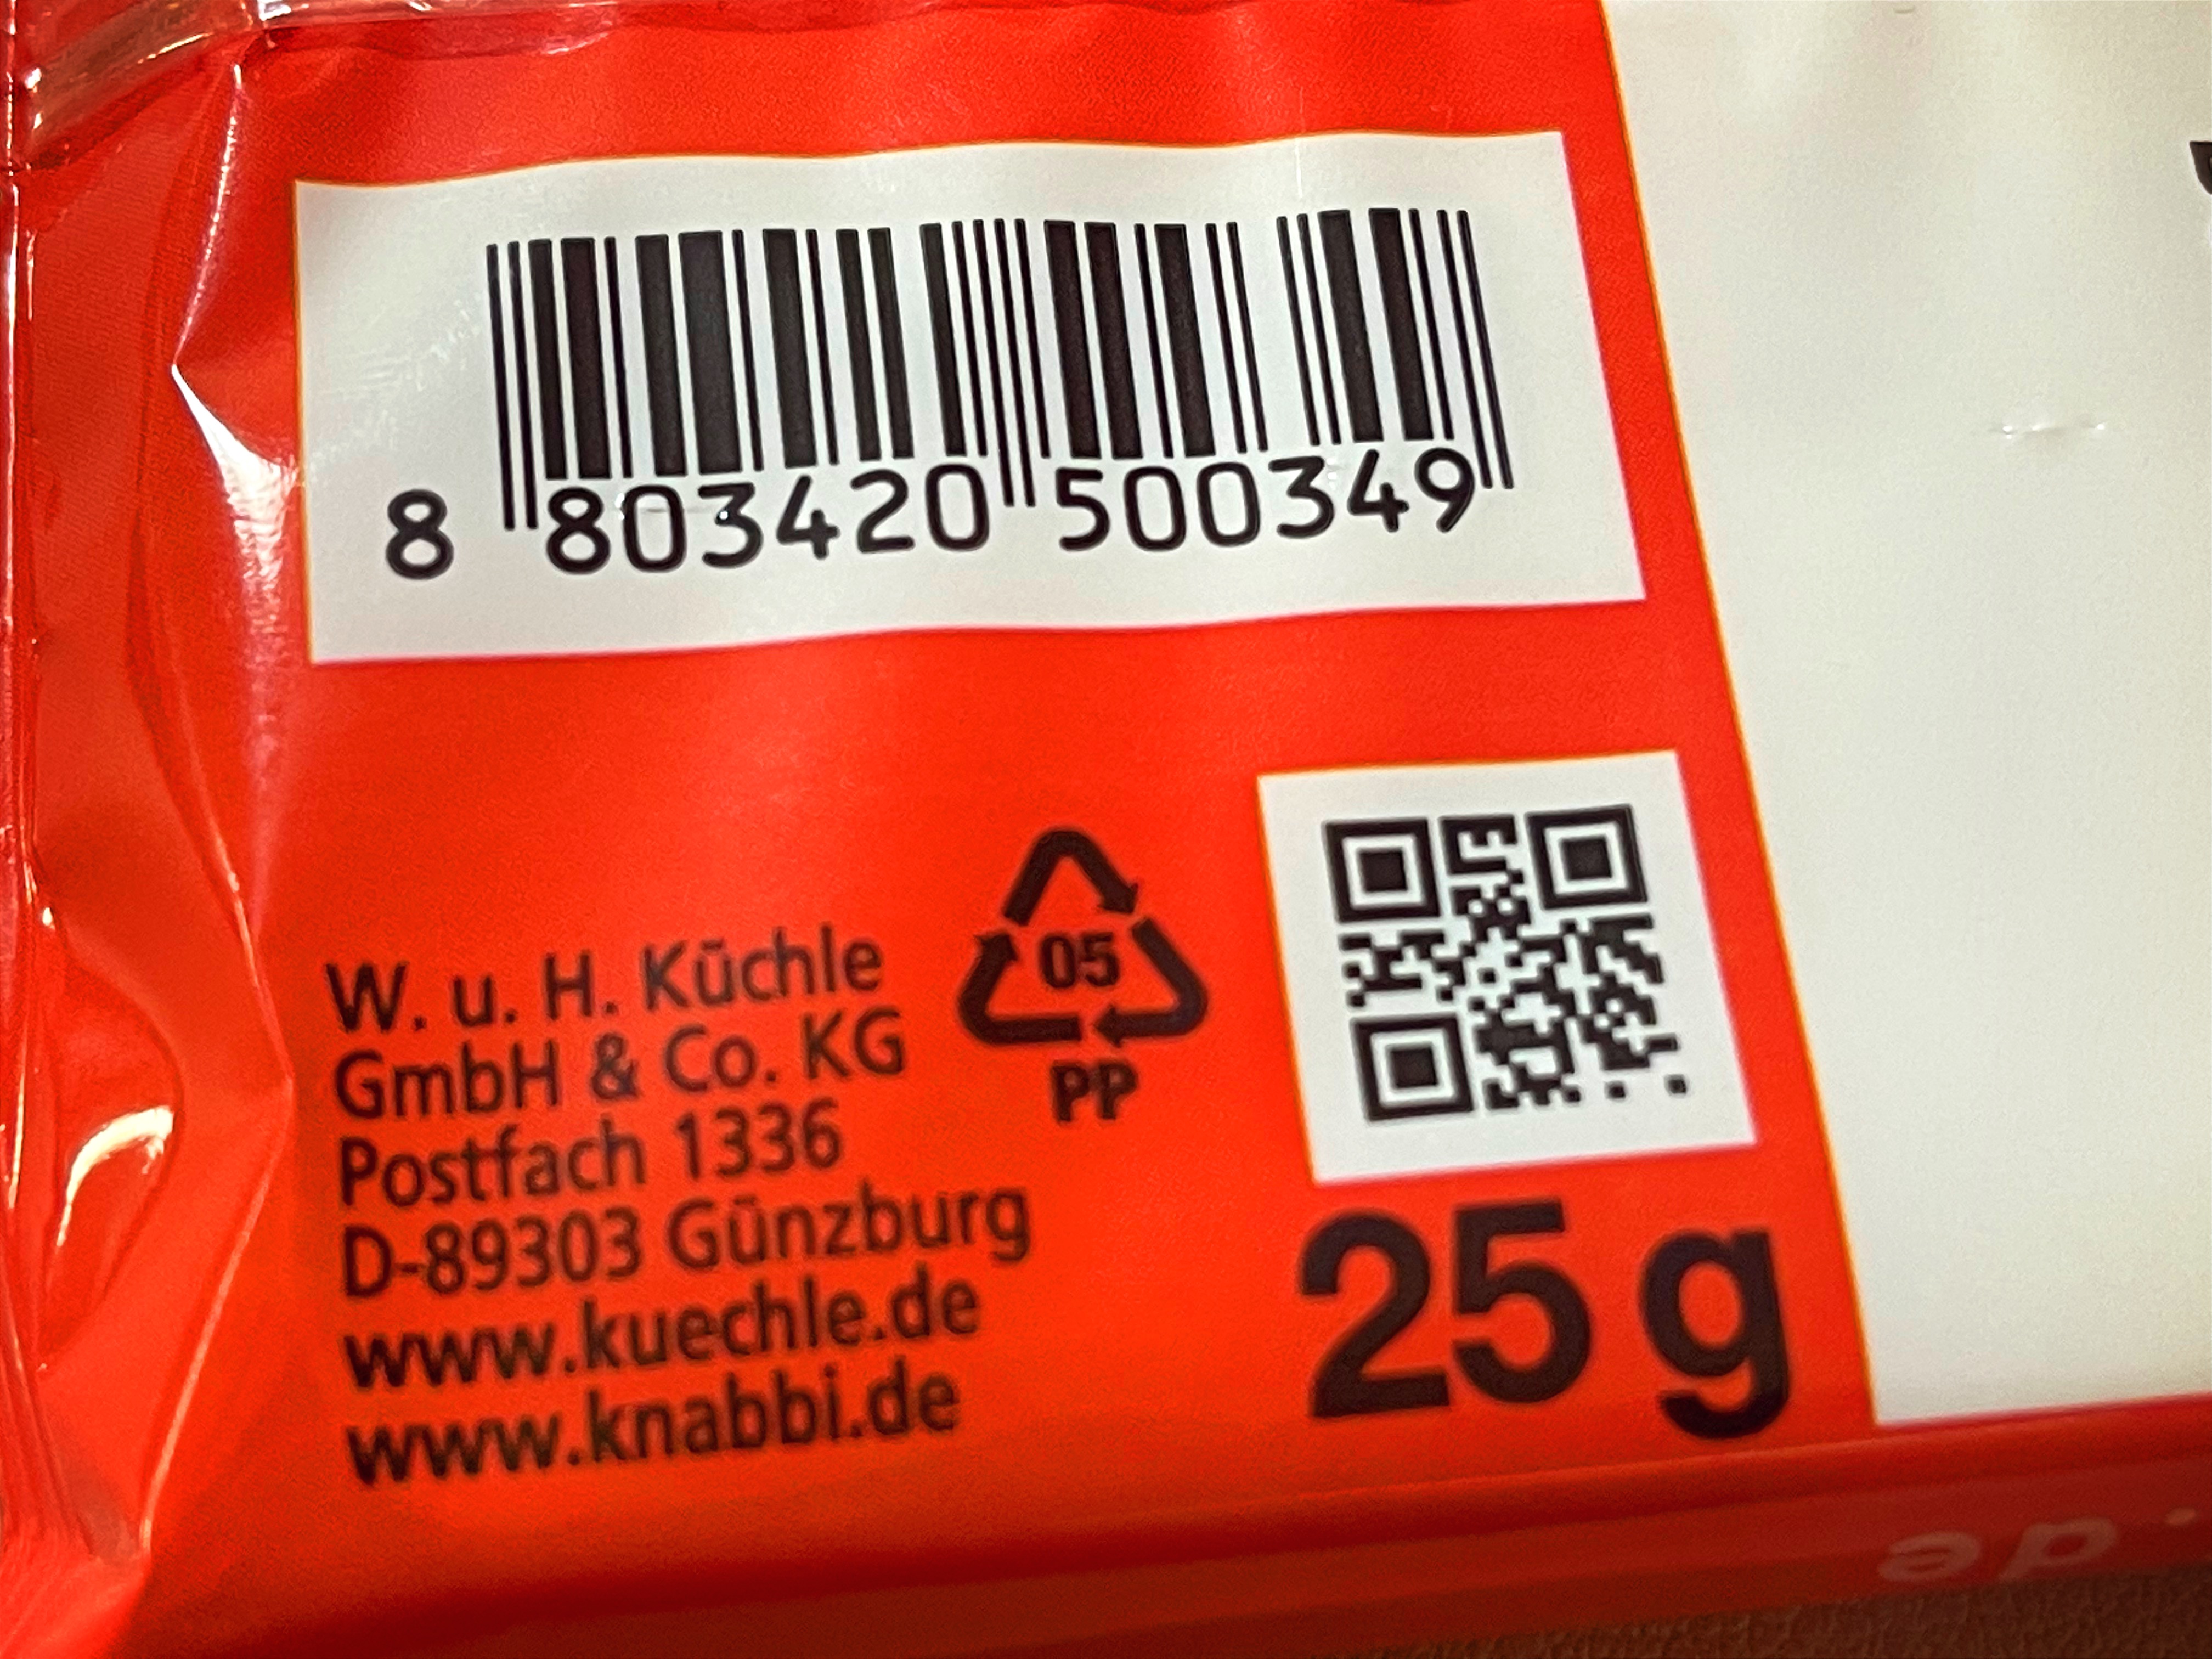 8 803420 500349
W. u. H. Küchle
GmbH & Co. KG
Postfach 1336
D-89303 Günzburg
www.kuechle.de
www.knabbi.de
05
PP
25 g
.de